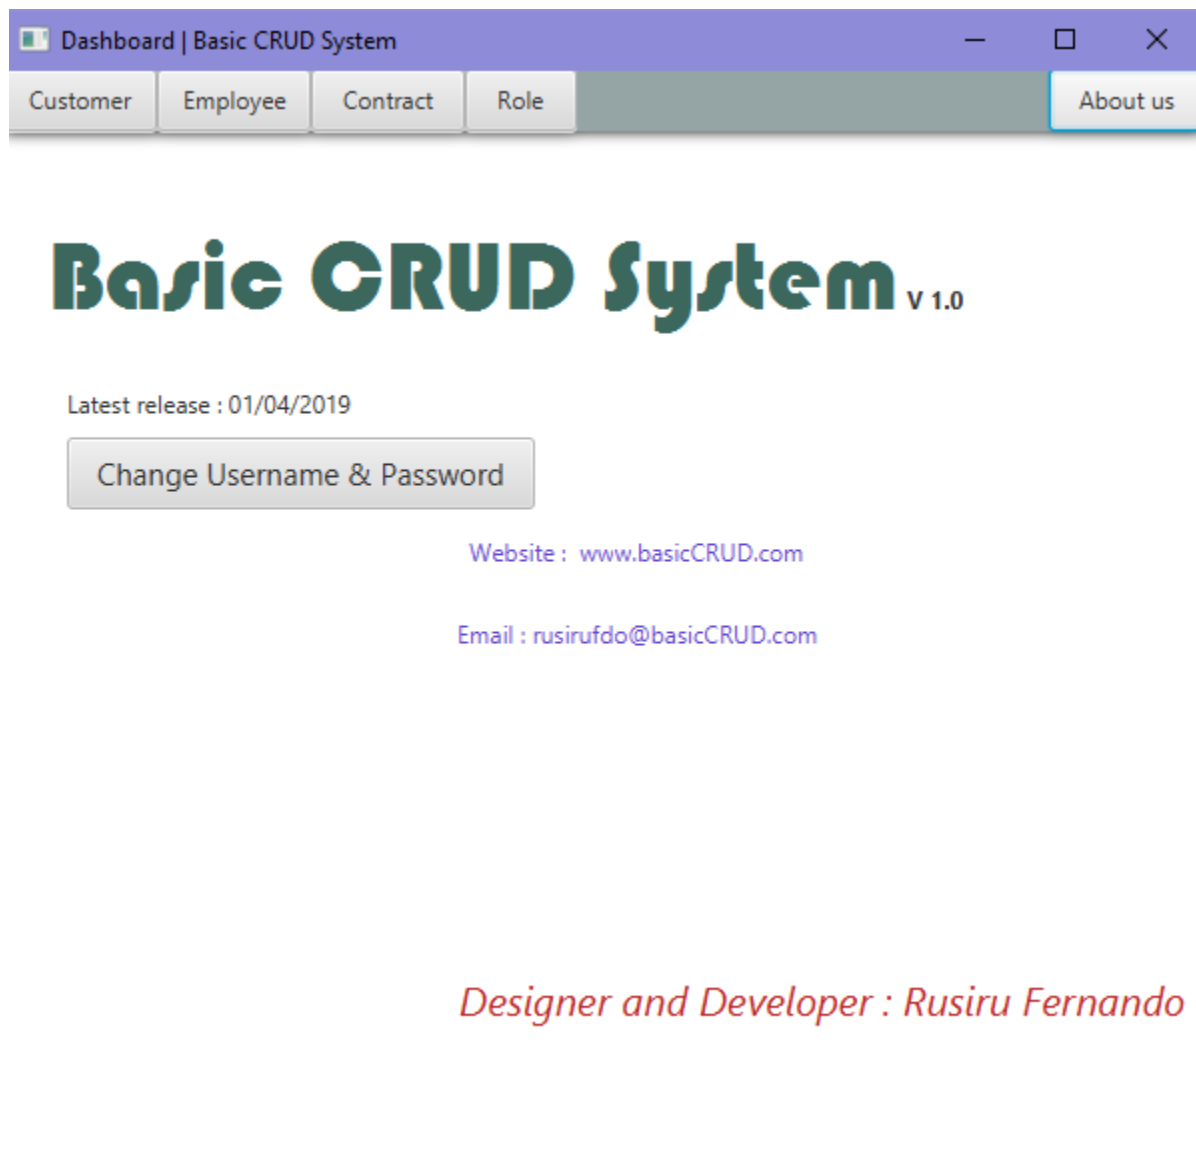 Dashboard | Basic CRUD System
Customer Employee Contract Role About us
Basic CRUD System V 1.0
Latest release : 01/04/2019
Change Username & Password
Website : www.basicCRUD.com
Email : rusirufdo@basicCRUD.com
Designer and Developer : Rusiru Fernando